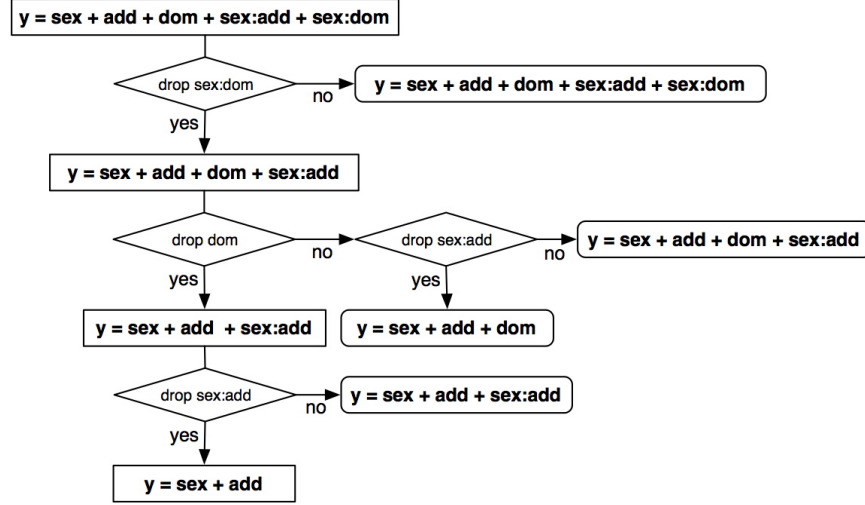 y = sex + add + dom + sex:add + sex:dom
drop sex:dom
no
y = sex + add + dom + sex:add + sex:dom
yes
y = sex + add + dom + sex:add
drop dom
no
drop sex:add
no
y = sex + add + dom + sex:add
yes
yes
y = sex + add + sex:add
y = sex + add + dom
drop sex:add
no
y = sex + add + sex:add
yes
y = sex + add